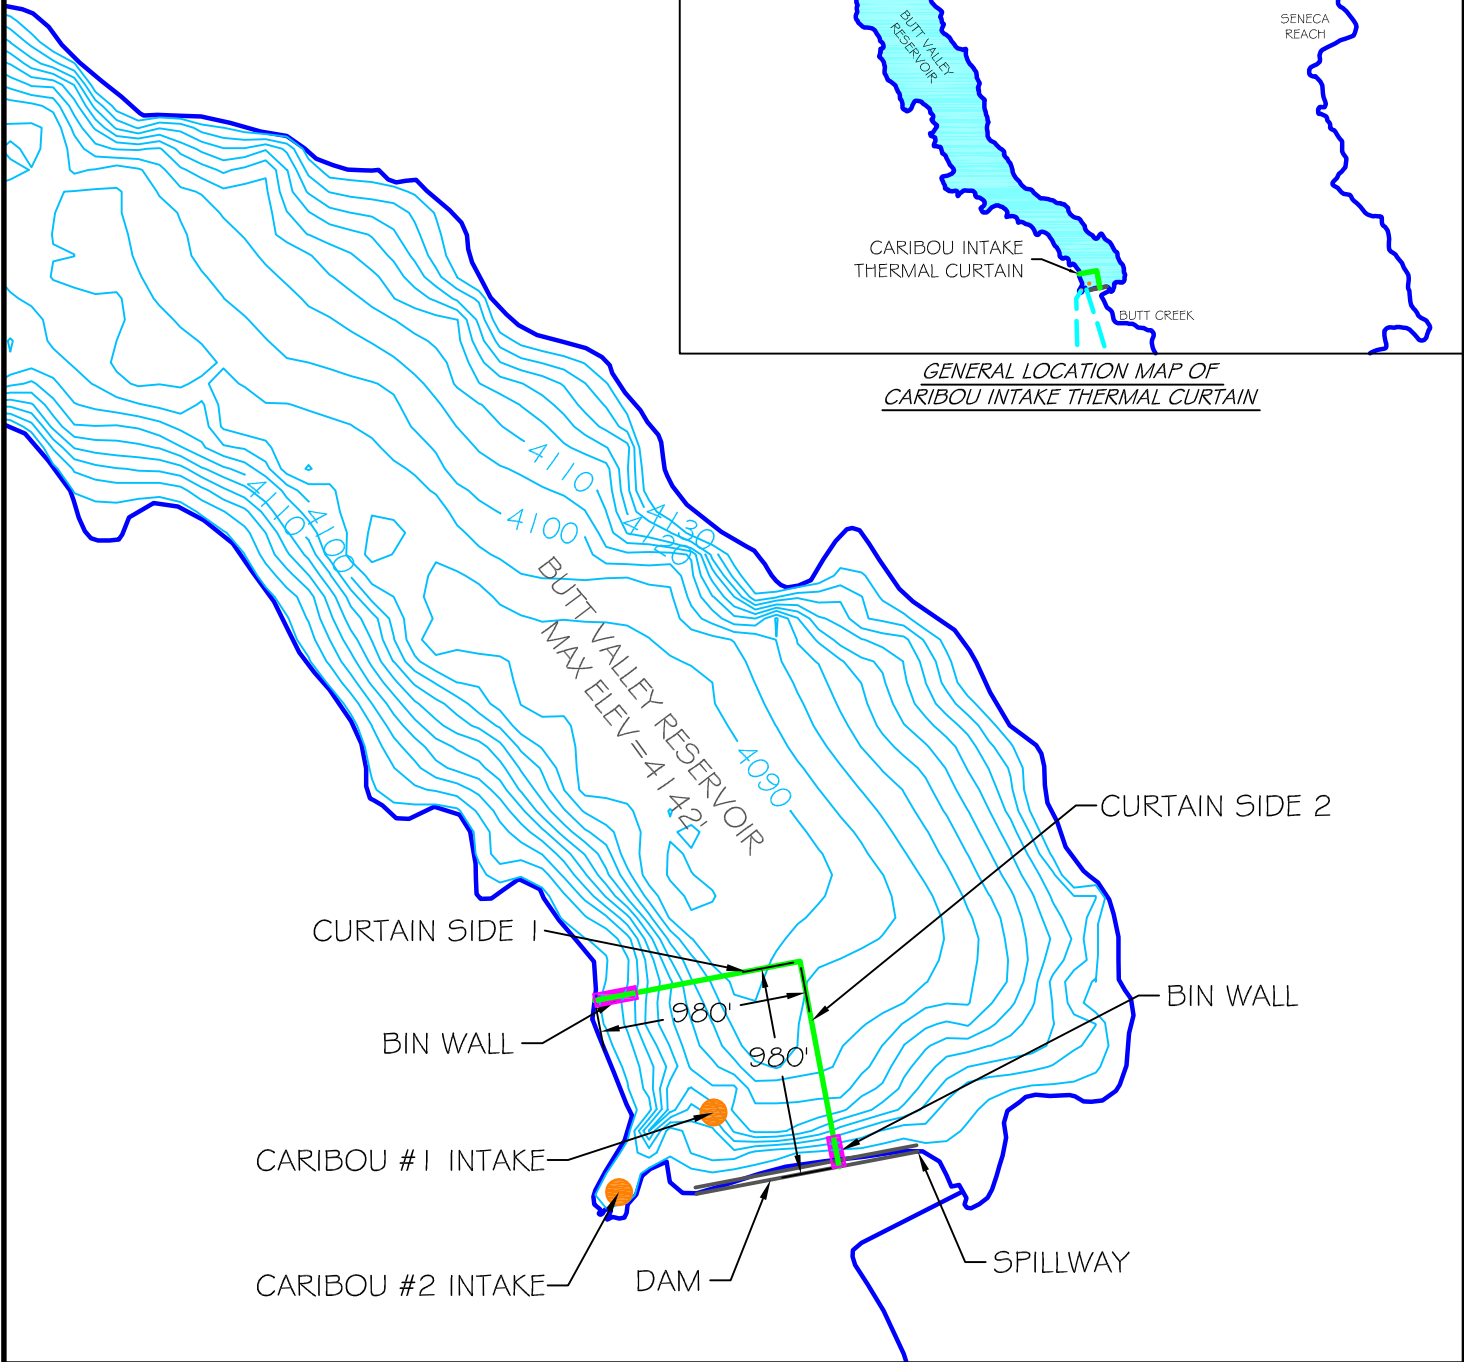 BUTT VALLEY
RESERVOIR
SENECA
REACH
CARIBOU INTAKE
THERMAL CURTAIN
BUTT CREEK
GENERAL LOCATION MAP OF
CARIBOU INTAKE THERMAL CURTAIN
4110
4100
4130
4120
4110
4100
BUTT VALLEY RESERVOIR
MAX ELEV=4142'
4090
CURTAIN SIDE 2
CURTAIN SIDE 1
BIN WALL
980'
BIN WALL
980'
CARIBOU #1 INTAKE
CARIBOU #2 INTAKE
DAM
SPILLWAY